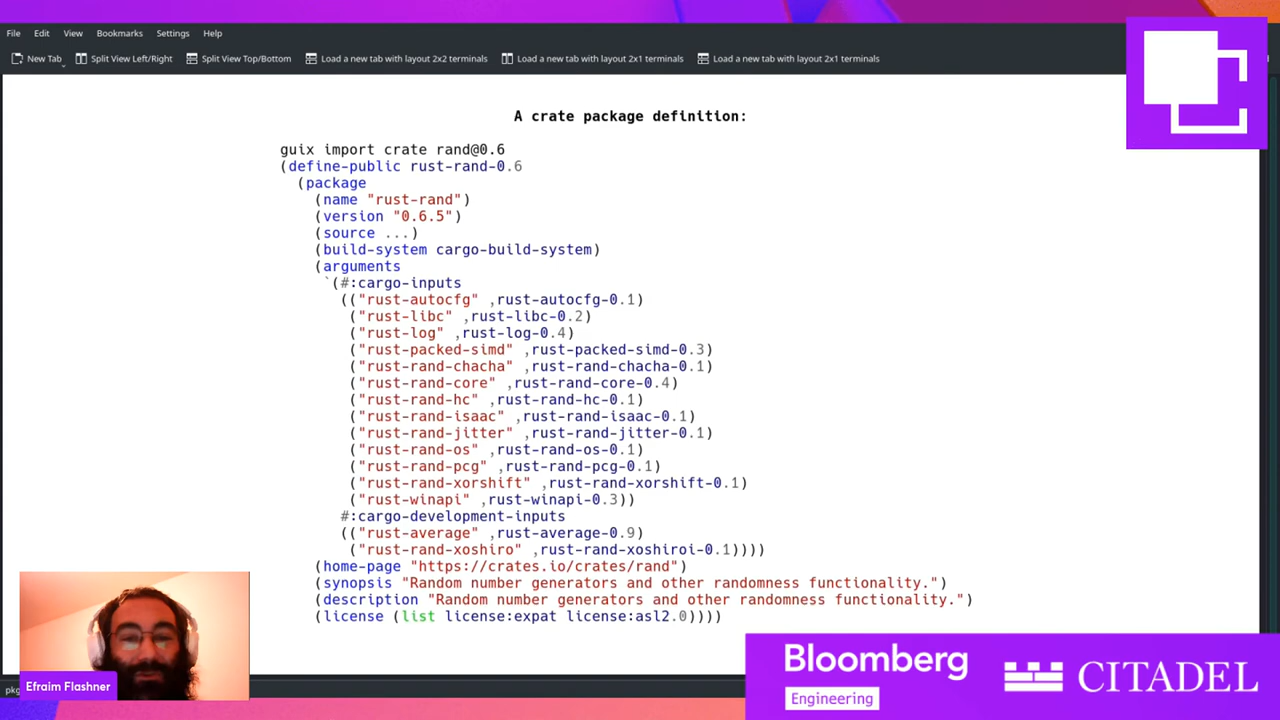 File Edit View Bookmarks Settings Help
New Tab Split View Left/Right Split View Top/Bottom Load a new tab with layout 2x2 terminals Load a new tab with layout 2x1 terminals Load a new tab with layout 2x1 terminals
A crate package definition:
guix import crate rand@0.6
(define-public rust-rand-0.6
  (package
    (name "rust-rand")
    (version "0.6.5")
    (source ...)
    (build-system cargo-build-system)
    (arguments
     `(#:cargo-inputs
       (("rust-autocfg" ,rust-autocfg-0.1)
        ("rust-libc" ,rust-libc-0.2)
        ("rust-log" ,rust-log-0.4)
        ("rust-packed-simd" ,rust-packed-simd-0.3)
        ("rust-rand-chacha" ,rust-rand-chacha-0.1)
        ("rust-rand-core" ,rust-rand-core-0.4)
        ("rust-rand-hc" ,rust-rand-hc-0.1)
        ("rust-rand-isaac" ,rust-rand-isaac-0.1)
        ("rust-rand-jitter" ,rust-rand-jitter-0.1)
        ("rust-rand-os" ,rust-rand-os-0.1)
        ("rust-rand-pcg" ,rust-rand-pcg-0.1)
        ("rust-rand-xorshift" ,rust-rand-xorshift-0.1)
        ("rust-winapi" ,rust-winapi-0.3))
       #:cargo-development-inputs
       (("rust-average" ,rust-average-0.9)
        ("rust-rand-xoshiro" ,rust-rand-xoshiroi-0.1))))
    (home-page "https://crates.io/crates/rand")
    (synopsis "Random number generators and other randomness functionality.")
    (description "Random number generators and other randomness functionality.")
    (license (list license:expat license:asl2.0))))
Efraim Flashner
Bloomberg
Engineering
CITADEL